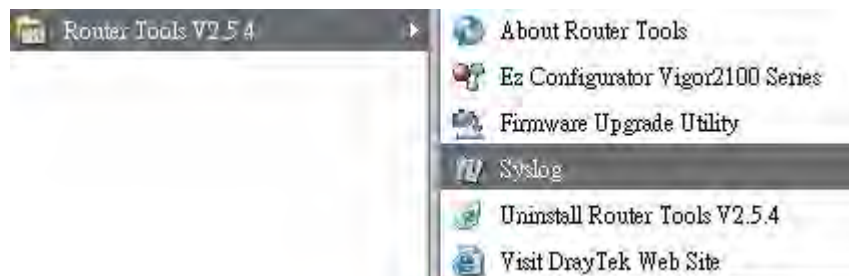 Router Tools V2.5.4
About Router Tools
Ez Configurator Vigor2100 Series
Firmware Upgrade Utility
Syslog
Uninstall Router Tools V2.5.4
Visit DrayTek Web Site